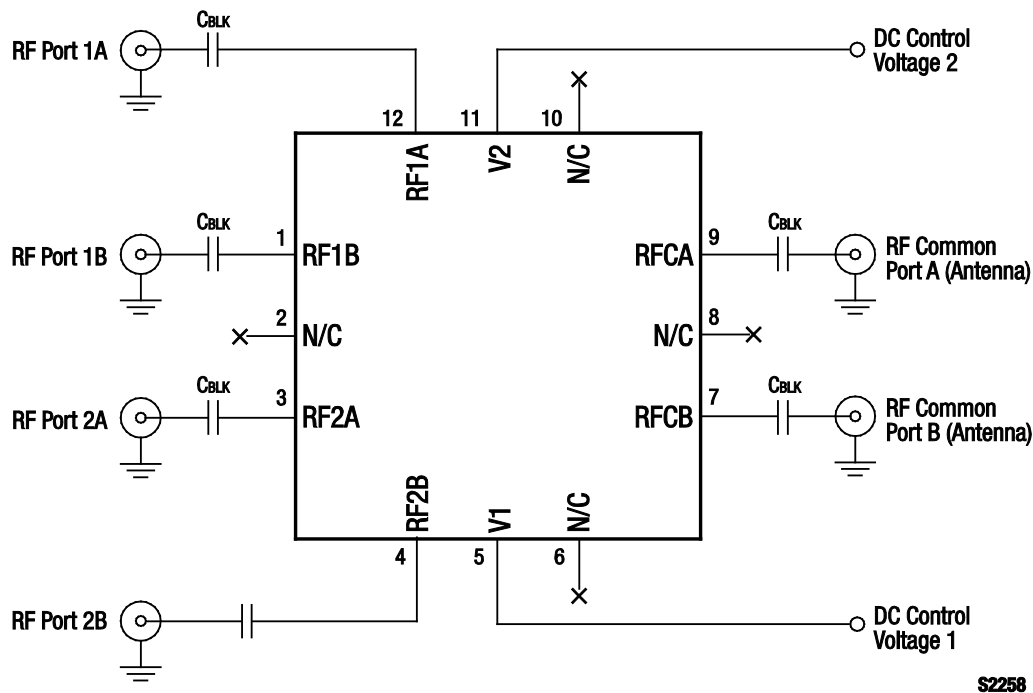 CBLK
RF Port 1A
DC Control
Voltage 2
12
11
10
RF1A
V2
N/C
CBLK
RF Port 1B
1
RF1B
RFCA
9
CBLK
RF Common
Port A (Antenna)
2
N/C
N/C
8
CBLK
RF Port 2A
3
RF2A
RFCB
7
CBLK
RF Common
Port B (Antenna)
RF2B
V1
N/C
4
5
6
RF Port 2B
DC Control
Voltage 1
S2258